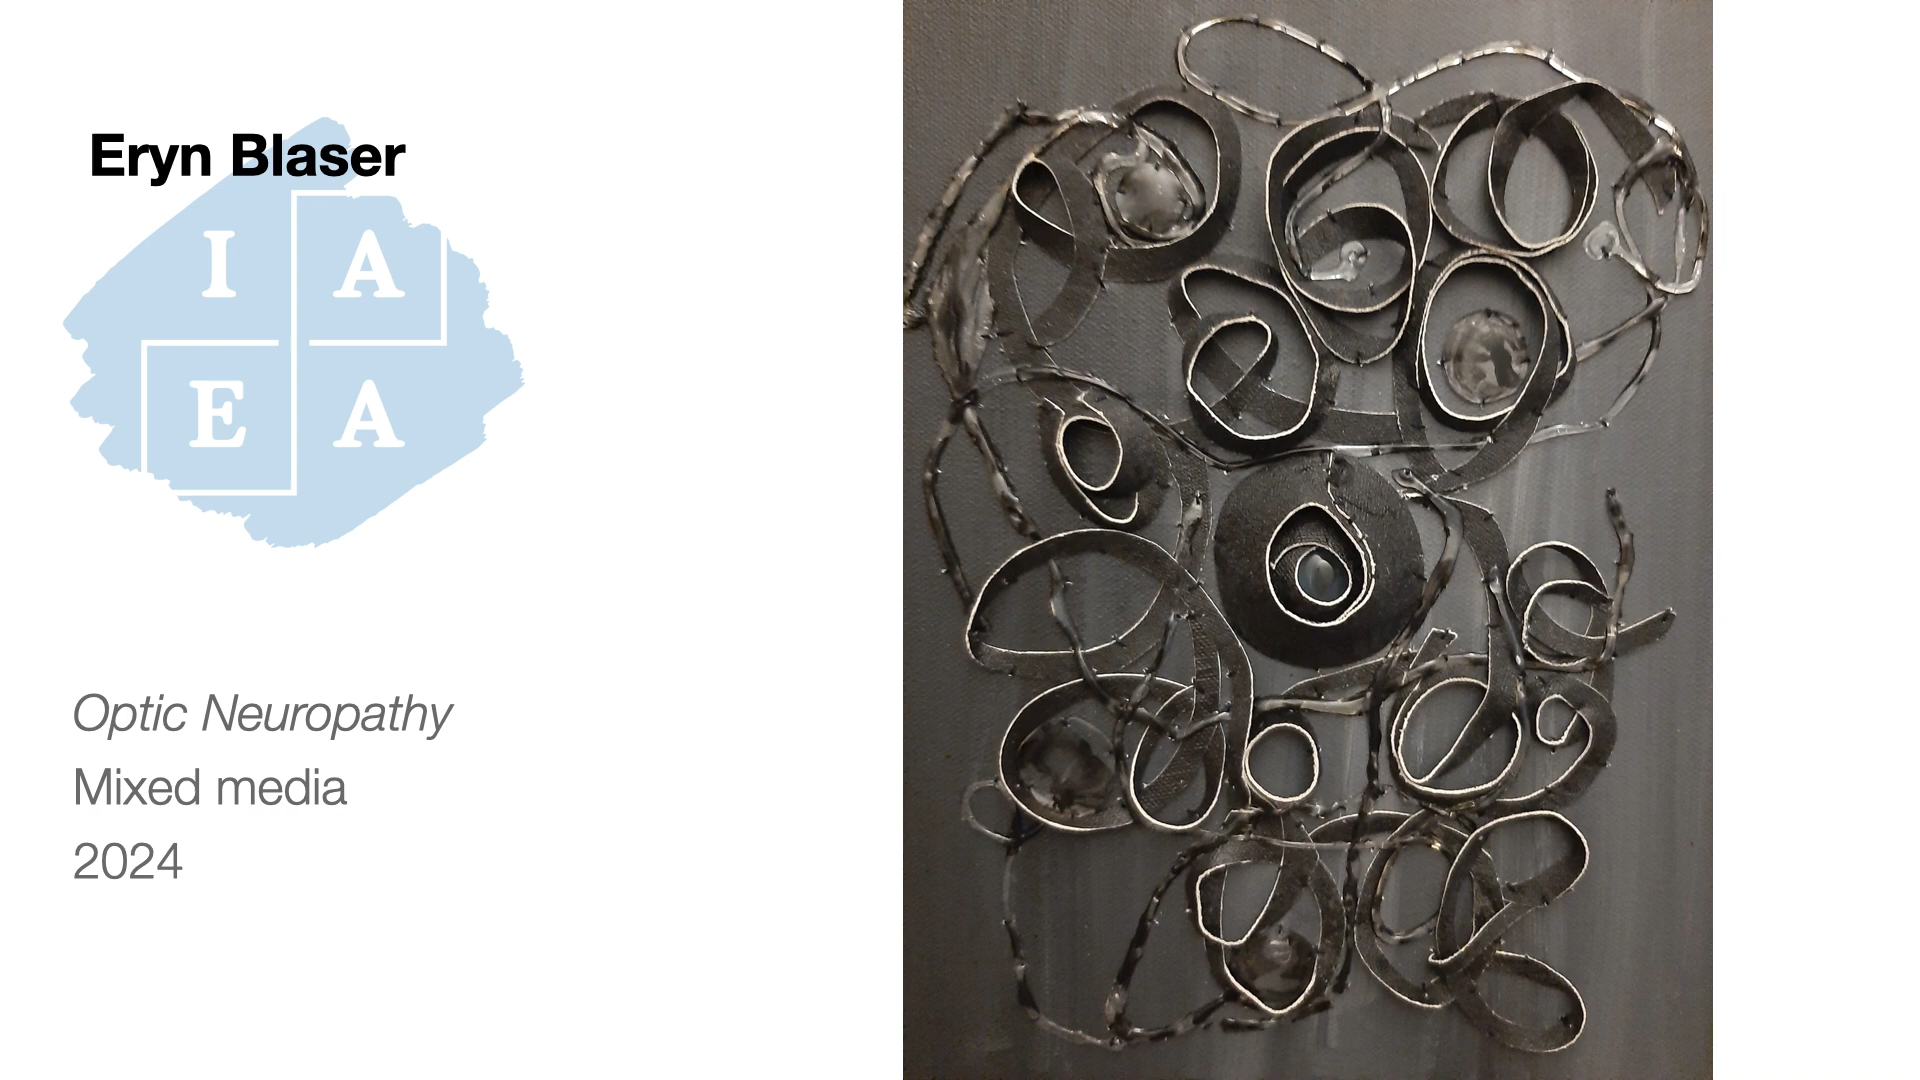 Eryn Blaser
I A
E A
Optic Neuropathy
Mixed media
2024